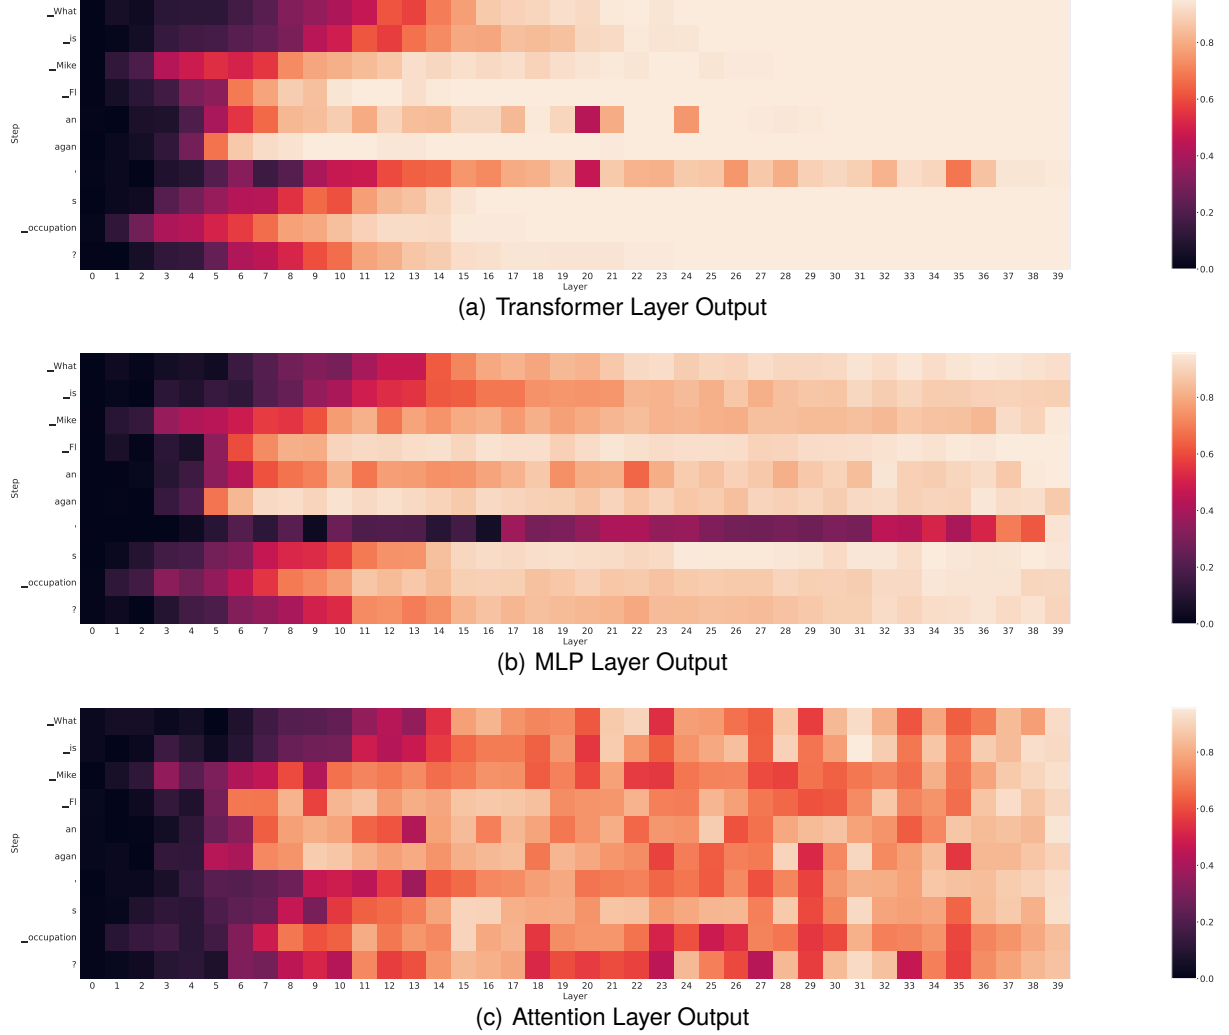 _What
_is
_Mike
_Fl
an
agan
'
s
_occupation
?
Step
0 1 2 3 4 5 6 7 8 9 10 11 12 13 14 15 16 17 18 19 20 21 22 23 24 25 26 27 28 29 30 31 32 33 34 35 36 37 38 39
Layer
0.8
0.6
0.4
0.2
0.0
(a) Transformer Layer Output
_What
_is
_Mike
_Fl
an
agan
'
s
_occupation
?
Step
0 1 2 3 4 5 6 7 8 9 10 11 12 13 14 15 16 17 18 19 20 21 22 23 24 25 26 27 28 29 30 31 32 33 34 35 36 37 38 39
Layer
0.8
0.6
0.4
0.2
0.0
(b) MLP Layer Output
_What
_is
_Mike
_Fl
an
agan
'
s
_occupation
?
Step
0 1 2 3 4 5 6 7 8 9 10 11 12 13 14 15 16 17 18 19 20 21 22 23 24 25 26 27 28 29 30 31 32 33 34 35 36 37 38 39
Layer
0.8
0.6
0.4
0.2
0.0
(c) Attention Layer Output